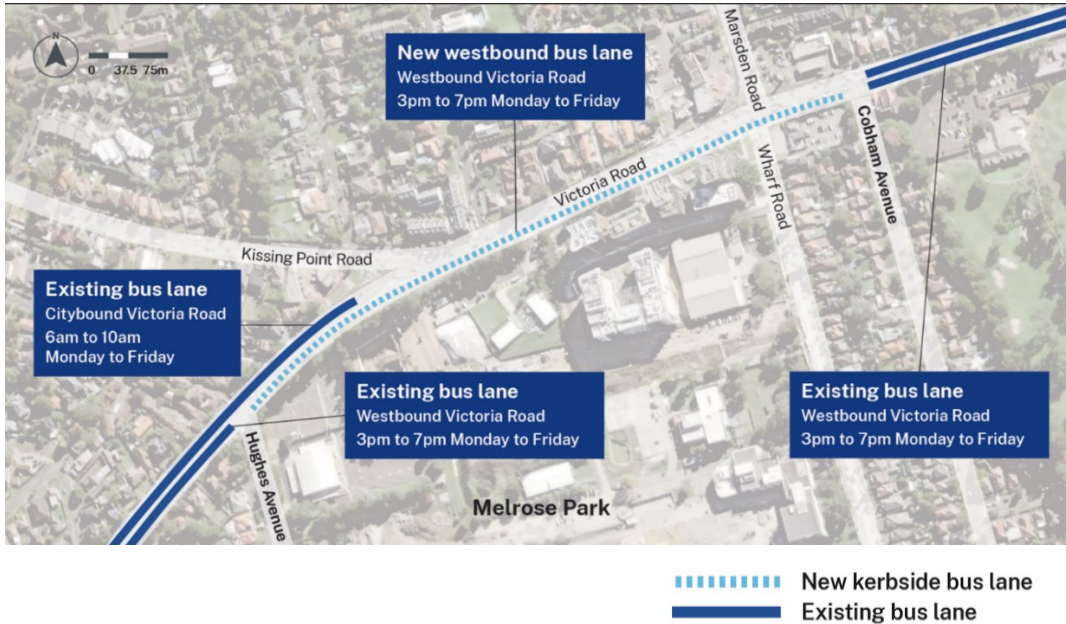 N
0 37.5 75m
New westbound bus lane
Westbound Victoria Road
3pm to 7pm Monday to Friday
Marsden Road
Cobham Avenue
Victoria Road
Wharf Road
Kissing Point Road
Existing bus lane
Citybound Victoria Road
6am to 10am
Monday to Friday
Existing bus lane
Westbound Victoria Road
3pm to 7pm Monday to Friday
Existing bus lane
Westbound Victoria Road
3pm to 7pm Monday to Friday
Hughes Avenue
Melrose Park
New kerbside bus lane
Existing bus lane